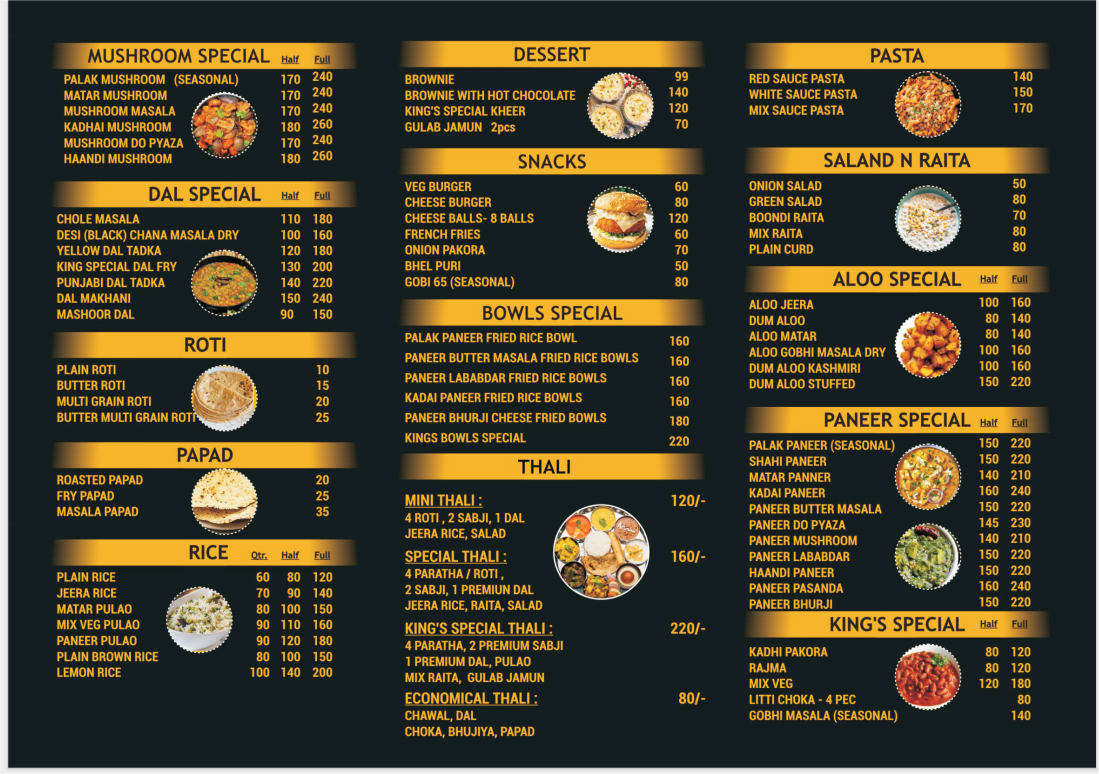 MUSHROOM SPECIAL Half Full
PALAK MUSHROOM (SEASONAL) 170 240
MATAR MUSHROOM 170 240
MUSHROOM MASALA 170 240
KADHAI MUSHROOM 180 260
MUSHROOM DO PYAZA 170 240
HAANDI MUSHROOM 180 260
DAL SPECIAL Half Full
CHOLE MASALA 110 180
DESI (BLACK) CHANA MASALA DRY 100 160
YELLOW DAL TADKA 120 180
KING SPECIAL DAL FRY 130 200
PUNJABI DAL TADKA 140 220
DAL MAKHANI 150 240
MASHOOR DAL 90 150
ROTI
PLAIN ROTI 10
BUTTER ROTI 15
MULTI GRAIN ROTI 20
BUTTER MULTI GRAIN ROTI 25
PAPAD
ROASTED PAPAD 20
FRY PAPAD 25
MASALA PAPAD 35
RICE Qtr. Half Full
PLAIN RICE 60 80 120
JEERA RICE 70 90 140
MATAR PULAO 80 100 150
MIX VEG PULAO 90 110 160
PANEER PULAO 90 120 180
PLAIN BROWN RICE 80 100 150
LEMON RICE 100 140 200
DESSERT
BROWNIE 99
BROWNIE WITH HOT CHOCOLATE 140
KING'S SPECIAL KHEER 120
GULAB JAMUN 2pcs 70
SNACKS
VEG BURGER 60
CHEESE BURGER 80
CHEESE BALLS- 8 BALLS 120
FRENCH FRIES 60
ONION PAKORA 70
BHEL PURI 50
GOBI 65 (SEASONAL) 80
BOWLS SPECIAL
PALAK PANEER FRIED RICE BOWL 160
PANEER BUTTER MASALA FRIED RICE BOWLS 160
PANEER LABABDAR FRIED RICE BOWLS 160
KADAI PANEER FRIED RICE BOWLS 160
PANEER BHURJI CHEESE FRIED BOWLS 180
KINGS BOWLS SPECIAL 220
THALI
MINI THALI : 120/-
4 ROTI , 2 SABJI, 1 DAL
JEERA RICE, SALAD
SPECIAL THALI : 160/-
4 PARATHA / ROTI ,
2 SABJI, 1 PREMIUN DAL
JEERA RICE, RAITA, SALAD
KING'S SPECIAL THALI : 220/-
4 PARATHA, 2 PREMIUM SABJI
1 PREMIUM DAL, PULAO
MIX RAITA, GULAB JAMUN
ECONOMICAL THALI : 80/-
CHAWAL, DAL
CHOKA, BHUJIYA, PAPAD
PASTA
RED SAUCE PASTA 140
WHITE SAUCE PASTA 150
MIX SAUCE PASTA 170
SALAND N RAITA
ONION SALAD 50
GREEN SALAD 80
BOONDI RAITA 70
MIX RAITA 80
PLAIN CURD 80
ALOO SPECIAL Half Full
ALOO JEERA 100 160
DUM ALOO 80 140
ALOO MATAR 80 140
ALOO GOBHI MASALA DRY 100 160
DUM ALOO KASHMIRI 100 160
DUM ALOO STUFFED 150 220
PANEER SPECIAL Half Full
PALAK PANEER (SEASONAL) 150 220
SHAHI PANEER 150 220
MATAR PANNER 140 210
KADAI PANEER 160 240
PANEER BUTTER MASALA 150 220
PANEER DO PYAZA 145 230
PANEER MUSHROOM 140 210
PANEER LABABDAR 150 220
HAANDI PANEER 150 220
PANEER PASANDA 160 240
PANEER BHURJI 150 220
KING'S SPECIAL Half Full
KADHI PAKORA 80 120
RAJMA 80 120
MIX VEG 120 180
LITTI CHOKA - 4 PEC 80
GOBHI MASALA (SEASONAL) 140